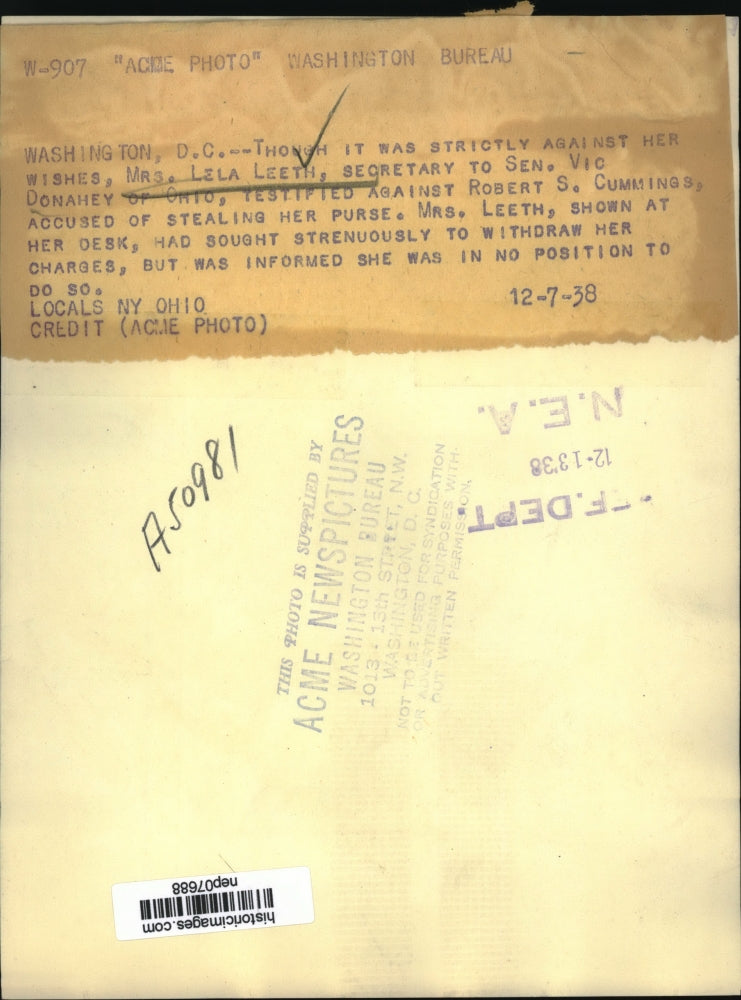 W-907 "ACME PHOTO" WASHINGTON BUREAU
WASHINGTON, D.C.--THOUGH IT WAS STRICTLY AGAINST HER
WISHES, MRS. LELA LEETH, SECRETARY TO SEN. VIC
DONAHEY OF OHIO, TESTIFIED AGAINST ROBERT S. CUMMINGS,
ACCUSED OF STEALING HER PURSE. MRS. LEETH, SHOWN AT
HER DESK, HAD SOUGHT STRENUOUSLY TO WITHDRAW HER
CHARGES, BUT WAS INFORMED SHE WAS IN NO POSITION TO
DO SO.
LOCALS NY OHIO 12-7-38
CREDIT (ACME PHOTO)
N.E.A.
12-13 38
F. DEPT.
A50981
THIS PHOTO IS SUPPLIED BY
ACME NEWSPICTURES
WASHINGTON BUREAU
1013 - 13th STREET, N.W.
WASHINGTON, D. C.
NOT TO BE USED FOR SYNDICATION
OR ADVERTISING PURPOSES WITH-
OUT WRITTEN PERMISSION.
historicimages.com
nep07688